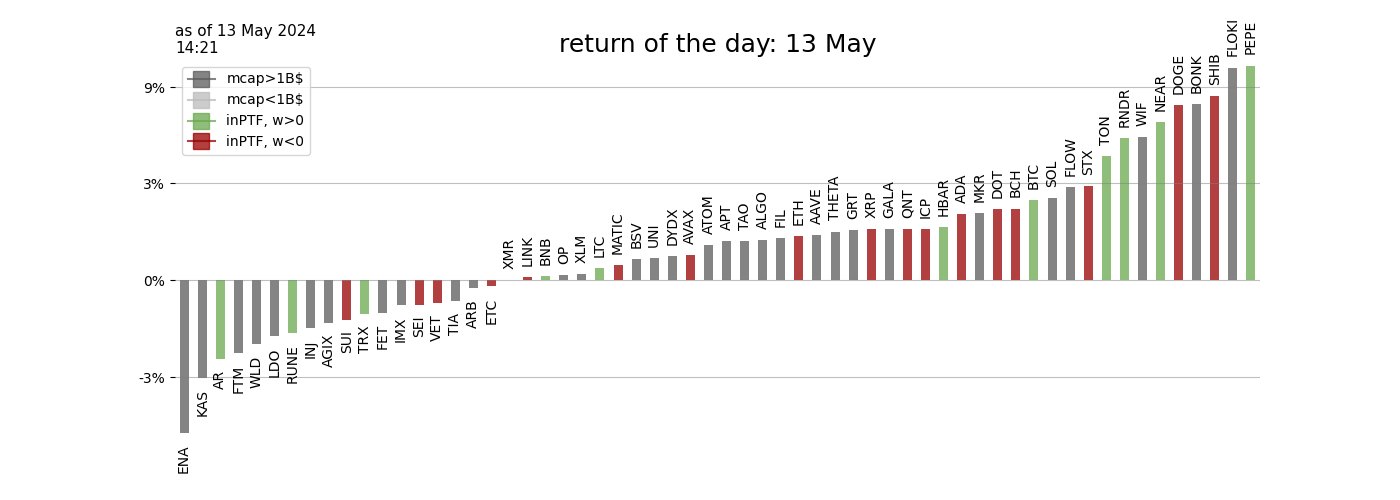 as of 13 May 2024
14:21
return of the day: 13 May
mcap>1B$
mcap<1B$
inPTF, w>0
inPTF, w<0
9%
3%
0%
-3%
ENA
KAS
AR
FTM
WLD
LDO
RUNE
INJ
AGIX
SUI
TRX
FET
IMX
SEI
VET
TIA
ARB
ETC
XMR
LINK
BNB
OP
XLM
LTC
MATIC
BSV
UNI
DYDX
AVAX
ATOM
APT
TAO
ALGO
FIL
ETH
AAVE
THETA
GRT
XRP
GALA
QNT
ICP
HBAR
ADA
MKR
DOT
BCH
BTC
SOL
FLOW
STX
TON
RNDR
WIF
NEAR
DOGE
BONK
SHIB
FLOKI
PEPE